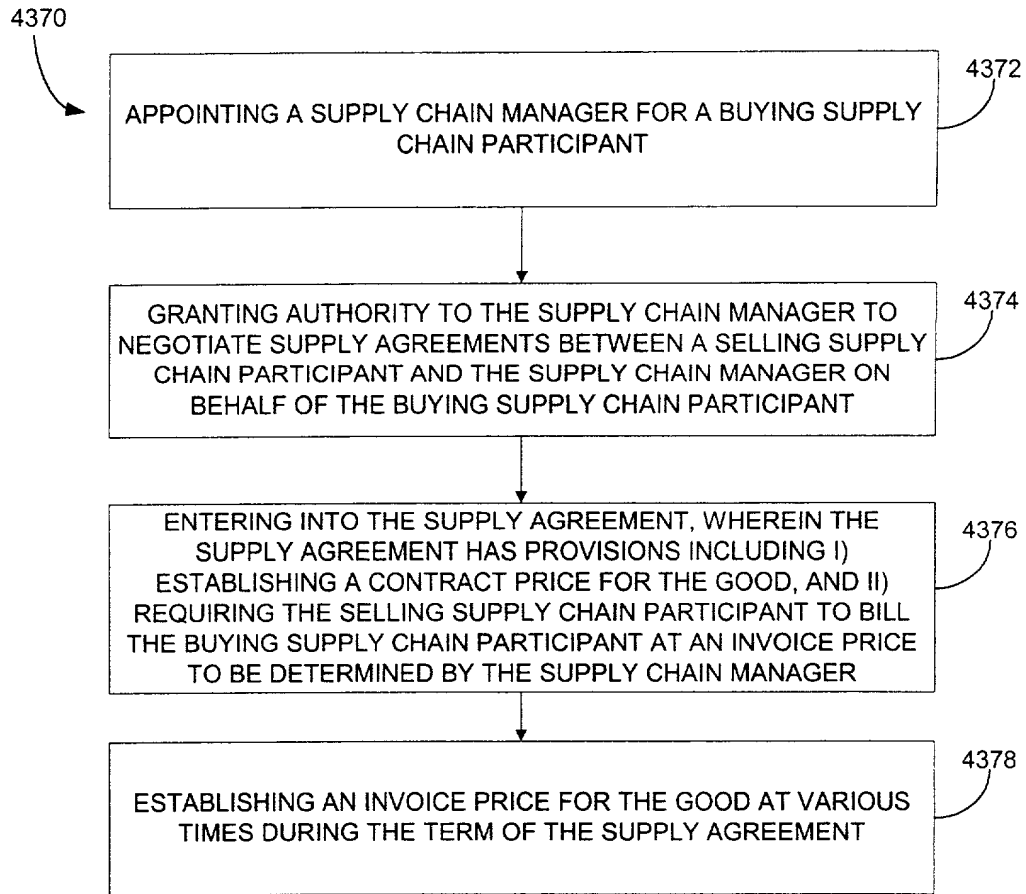 4370
4372
APPOINTING A SUPPLY CHAIN MANAGER FOR A BUYING SUPPLY
CHAIN PARTICIPANT
4374
GRANTING AUTHORITY TO THE SUPPLY CHAIN MANAGER TO
NEGOTIATE SUPPLY AGREEMENTS BETWEEN A SELLING SUPPLY
CHAIN PARTICIPANT AND THE SUPPLY CHAIN MANAGER ON
BEHALF OF THE BUYING SUPPLY CHAIN PARTICIPANT
4376
ENTERING INTO THE SUPPLY AGREEMENT, WHEREIN THE
SUPPLY AGREEMENT HAS PROVISIONS INCLUDING I)
ESTABLISHING A CONTRACT PRICE FOR THE GOOD, AND II)
REQUIRING THE SELLING SUPPLY CHAIN PARTICIPANT TO BILL
THE BUYING SUPPLY CHAIN PARTICIPANT AT AN INVOICE PRICE
TO BE DETERMINED BY THE SUPPLY CHAIN MANAGER
4378
ESTABLISHING AN INVOICE PRICE FOR THE GOOD AT VARIOUS
TIMES DURING THE TERM OF THE SUPPLY AGREEMENT